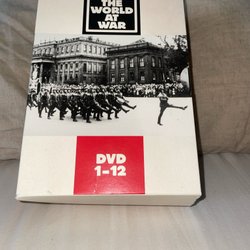 THE WORLD
AT WAR
DVD
1-12